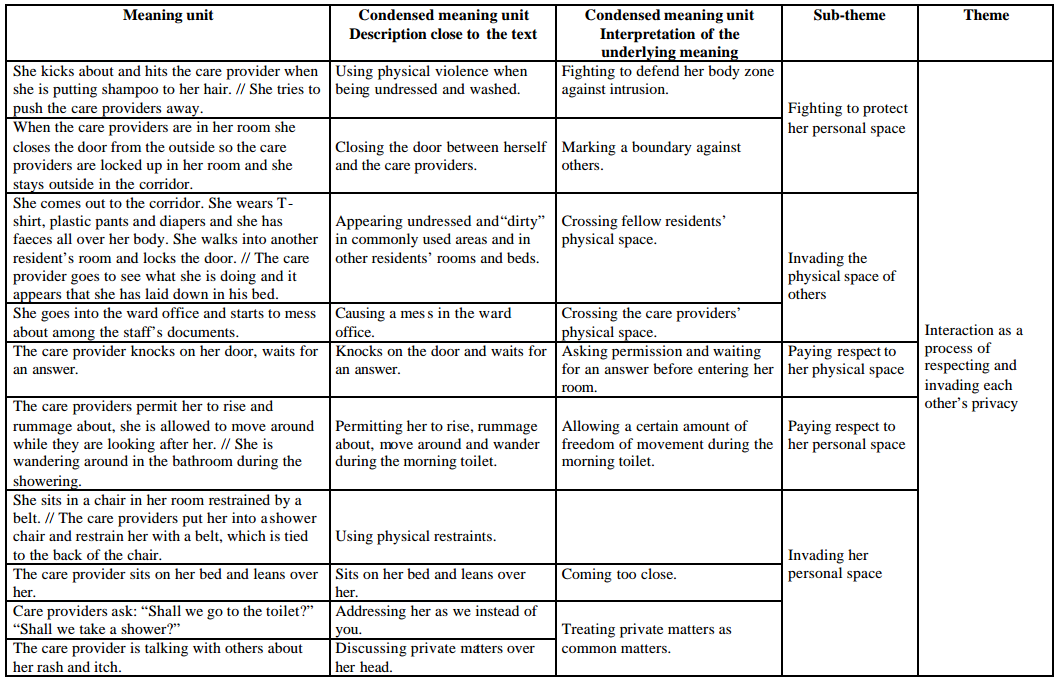 Meaning unit
Condensed meaning unit
Description close to the text
Condensed meaning unit
Interpretation of the
underlying meaning
Sub-theme
Theme
She kicks about and hits the care provider when
she is putting shampoo to her hair. // She tries to
push the care providers away.
Using physical violence when
being undressed and washed.
Fighting to defend her body zone
against intrusion.
Fighting to protect
her personal space
When the care providers are in her room she
closes the door from the outside so the care
providers are locked up in her room and she
stays outside in the corridor.
Closing the door between herself
and the care providers.
Marking a boundary against
others.
She comes out to the corridor. She wears T-
shirt, plastic pants and diapers and she has
faeces all over her body. She walks into another
resident's room and locks the door. // The care
provider goes to see what she is doing and it
appears that she has laid down in his bed.
Appearing undressed and “dirty”
in commonly used areas and in
other residents' rooms and beds.
Crossing fellow residents'
physical space.
Invading the
physical space of
others
She goes into the ward office and starts to mess
about among the staff's documents.
Causing a mess in the ward
office.
Crossing the care providers'
physical space.
The care provider knocks on her door, waits for
an answer.
Knocks on the door and waits for
an answer.
Asking permission and waiting
for an answer before entering her
room.
Paying respect to
her physical space
Interaction as a
process of
respecting and
invading each
other's privacy
The care providers permit her to rise and
rummage about, she is allowed to move around
while they are looking after her. // She is
wandering around in the bathroom during the
showering.
Permitting her to rise, rummage
about, move around and wander
during the morning toilet.
Allowing a certain amount of
freedom of movement during the
morning toilet.
Paying respect to
her personal space
She sits in a chair in her room restrained by a
belt. // The care providers put her into a shower
chair and restrain her with a belt, which is tied
to the back of the chair.
Using physical restraints.
Invading her
personal space
The care provider sits on her bed and leans over
her.
Sits on her bed and leans over
her.
Coming too close.
Care providers ask: “Shall we go to the toilet?”
“Shall we take a shower?”
Addressing her as we instead of
you.
Treating private matters as
common matters.
The care provider is talking with others about
her rash and itch.
Discussing private matters over
her head.